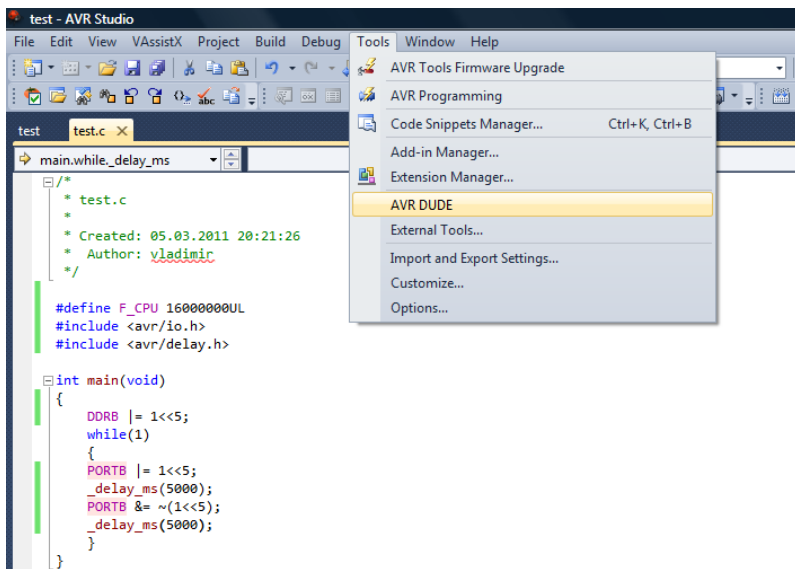 test - AVR Studio
File Edit View VAssistX Project Build Debug Tools Window Help
AVR Tools Firmware Upgrade
AVR Programming
Code Snippets Manager... Ctrl+K, Ctrl+B
Add-in Manager...
Extension Manager...
AVR DUDE
External Tools...
Import and Export Settings...
Customize...
Options...
test test.c
main.while._delay_ms
/*
* test.c
*
* Created: 05.03.2011 20:21:26
* Author: vladimir
*/
#define F_CPU 16000000UL
#include <avr/io.h>
#include <avr/delay.h>
int main(void)
{
DDRB |= 1<<5;
while(1)
{
PORTB |= 1<<5;
_delay_ms(5000);
PORTB &= ~(1<<5);
_delay_ms(5000);
}
}